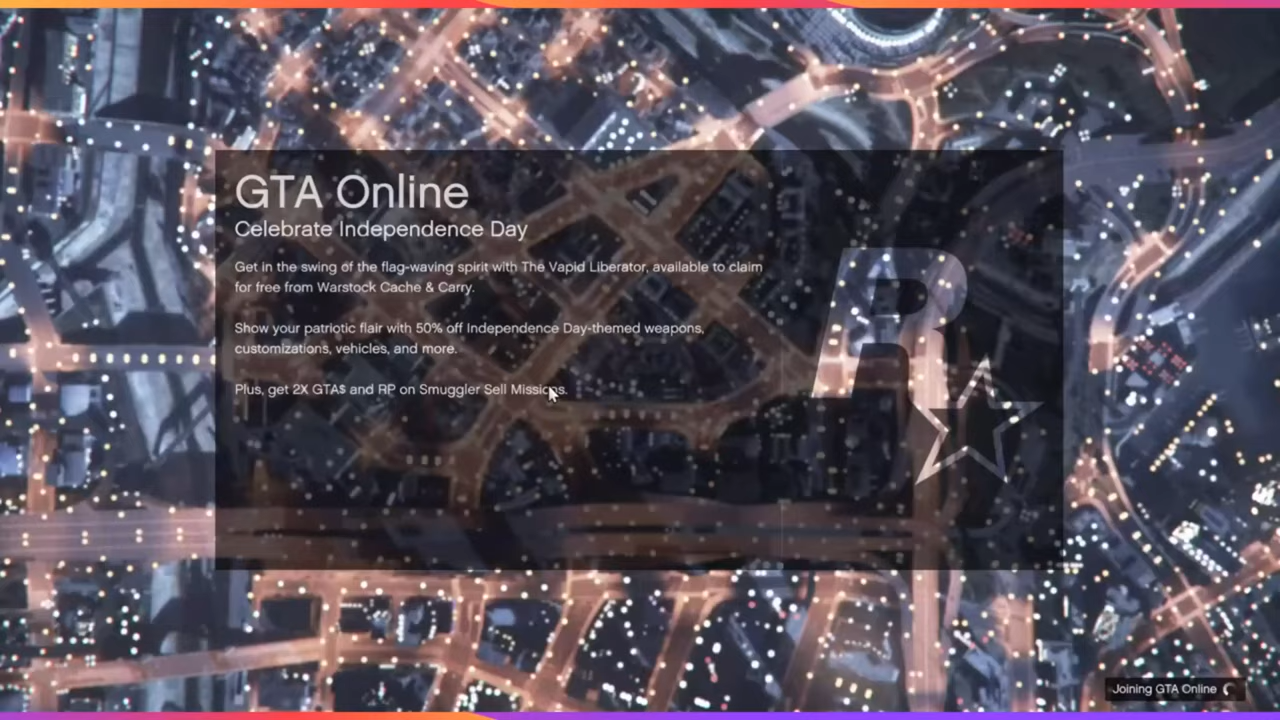 GTA Online
Celebrate Independence Day
Get in the swing of the flag-waving spirit with The Vapid Liberator, available to claim
for free from Warstock Cache & Carry.
Show your patriotic flair with 50% off Independence Day-themed weapons,
customizations, vehicles, and more.
Plus, get 2X GTA$ and RP on Smuggler Sell Missions.
R
Joining GTA Online